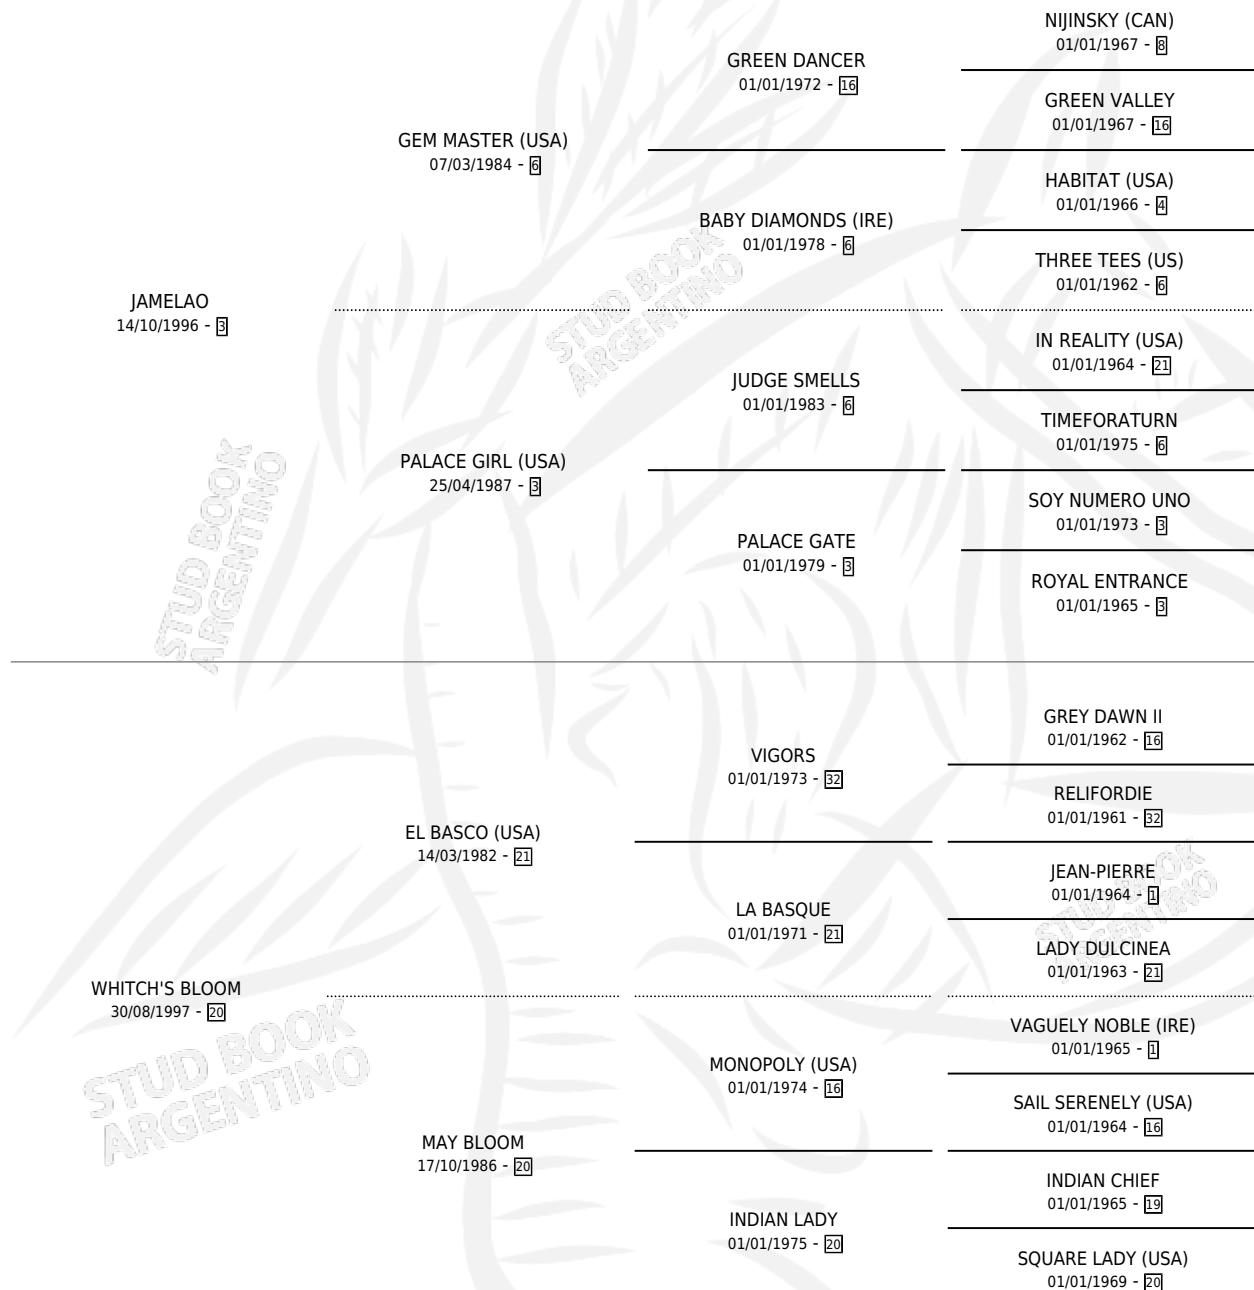 NIJINSKY (CAN)
01/01/1967 - 8
GREEN DANCER
01/01/1972 - 16
GREEN VALLEY
01/01/1967 - 16
GEM MASTER (USA)
07/03/1984 - 6
HABITAT (USA)
01/01/1966 - 4
BABY DIAMONDS (IRE)
01/01/1978 - 6
THREE TEES (US)
01/01/1962 - 6
JAMELAO
14/10/1996 - 3
IN REALITY (USA)
01/01/1964 - 21
JUDGE SMELLS
01/01/1983 - 6
TIMEFORATURN
01/01/1975 - 6
PALACE GIRL (USA)
25/04/1987 - 3
SOY NUMERO UNO
01/01/1973 - 3
PALACE GATE
01/01/1979 - 3
ROYAL ENTRANCE
01/01/1965 - 3
STUD BOOK
ARGENTINO
STUD BOOK
ARGENTINO
GREY DAWN II
01/01/1962 - 16
VIGORS
01/01/1973 - 32
RELIFORDIE
01/01/1961 - 32
EL BASCO (USA)
14/03/1982 - 21
JEAN-PIERRE
01/01/1964 - 1
LA BASQUE
01/01/1971 - 21
LADY DULCINEA
01/01/1963 - 21
STUD BOOK
ARGENTINO
WHITCH'S BLOOM
30/08/1997 - 20
VAGUELY NOBLE (IRE)
01/01/1965 - 1
MONOPOLY (USA)
01/01/1974 - 16
SAIL SERENELY (USA)
01/01/1964 - 16
MAY BLOOM
17/10/1986 - 20
INDIAN CHIEF
01/01/1965 - 19
INDIAN LADY
01/01/1975 - 20
SQUARE LADY (USA)
01/01/1969 - 20
STUD BOOK
ARGENTINO